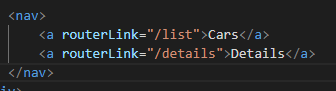 <nav>
    <a routerLink="/list">Cars</a>
    <a routerLink="/details">Details</a>
</nav>